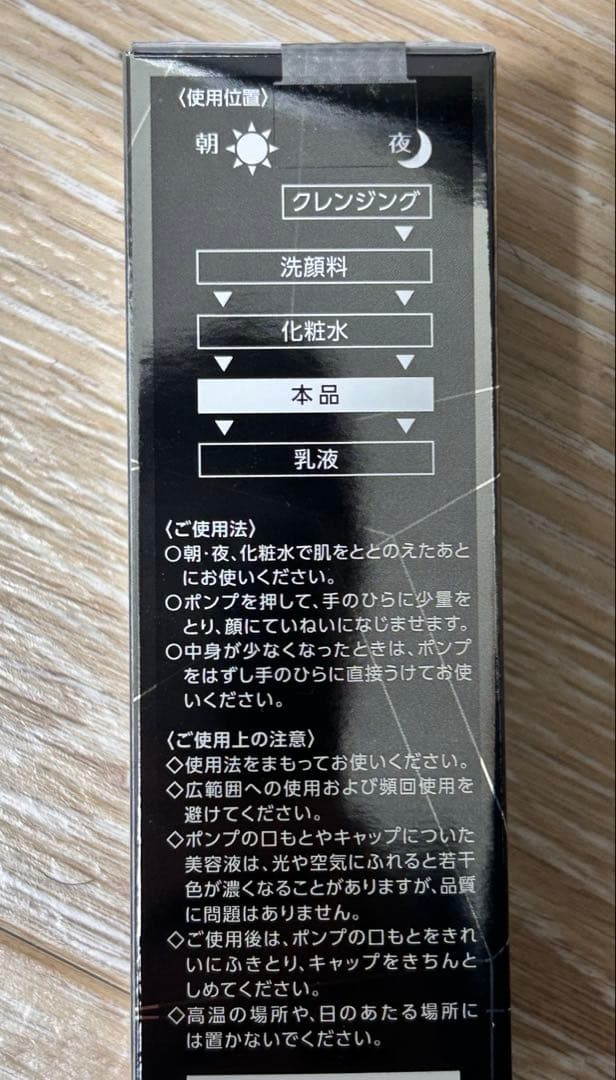 〈使用位置〉
朝 夜
クレンジング
洗顔料
化粧水
本品
乳液
〈ご使用法〉
○朝・夜、化粧水で肌をととのえたあと
にお使いください。
○ポンプを押して、手のひらに少量を
とり、顔にていねいになじませます。
○中身が少なくなったときは、ポンプ
をはずし手のひらに直接うけてお使
いください。
〈ご使用上の注意〉
◇使用法をまもってお使いください。
◇広範囲への使用および頻回使用を
避けてください。
◇ポンプの口もとやキャップについた
美容液は、光や空気にふれると若干
色が濃くなることがありますが、品質
に問題はありません。
◇ご使用後は、ポンプの口もとをきれ
いにふきとり、キャップをきちんと
しめてください。
◇高温の場所や、日のあたる場所に
は置かないでください。